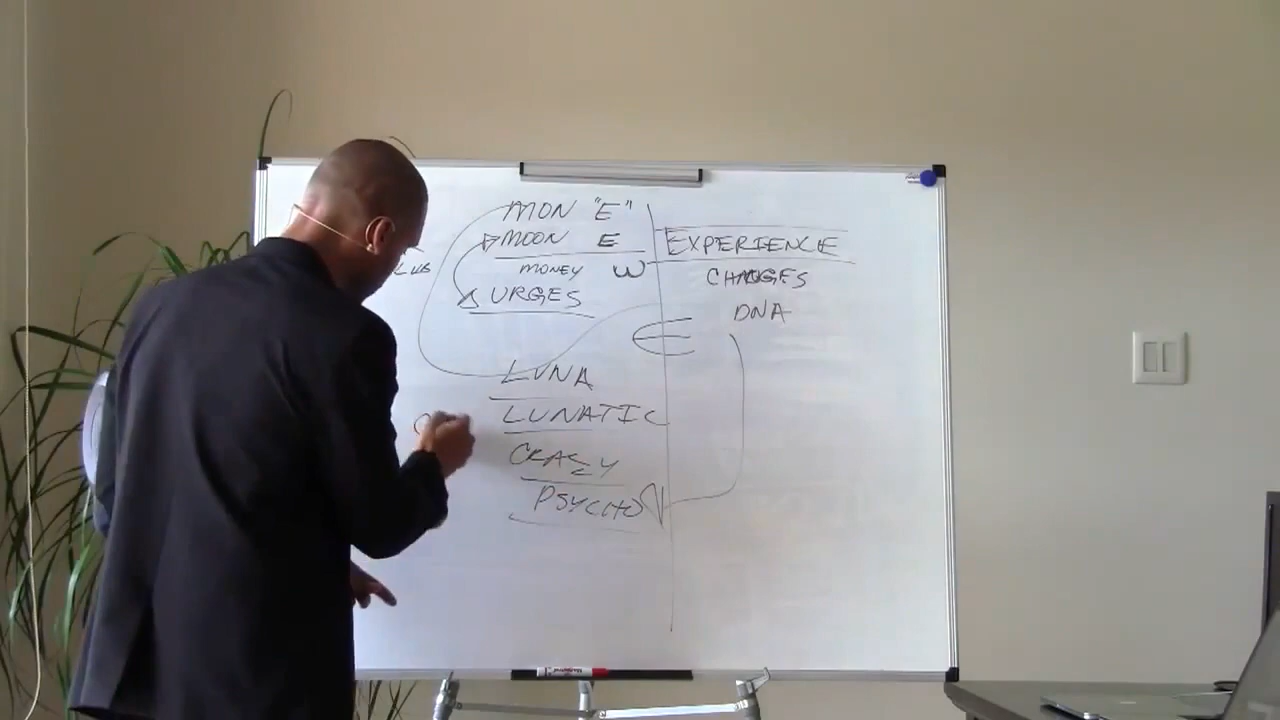 MON "E"
MOON E
MONEY W
URGES
LUNA
LUNATIC
CRAZY
PSYCHO
EXPERIENCE
CHANGES
DNA